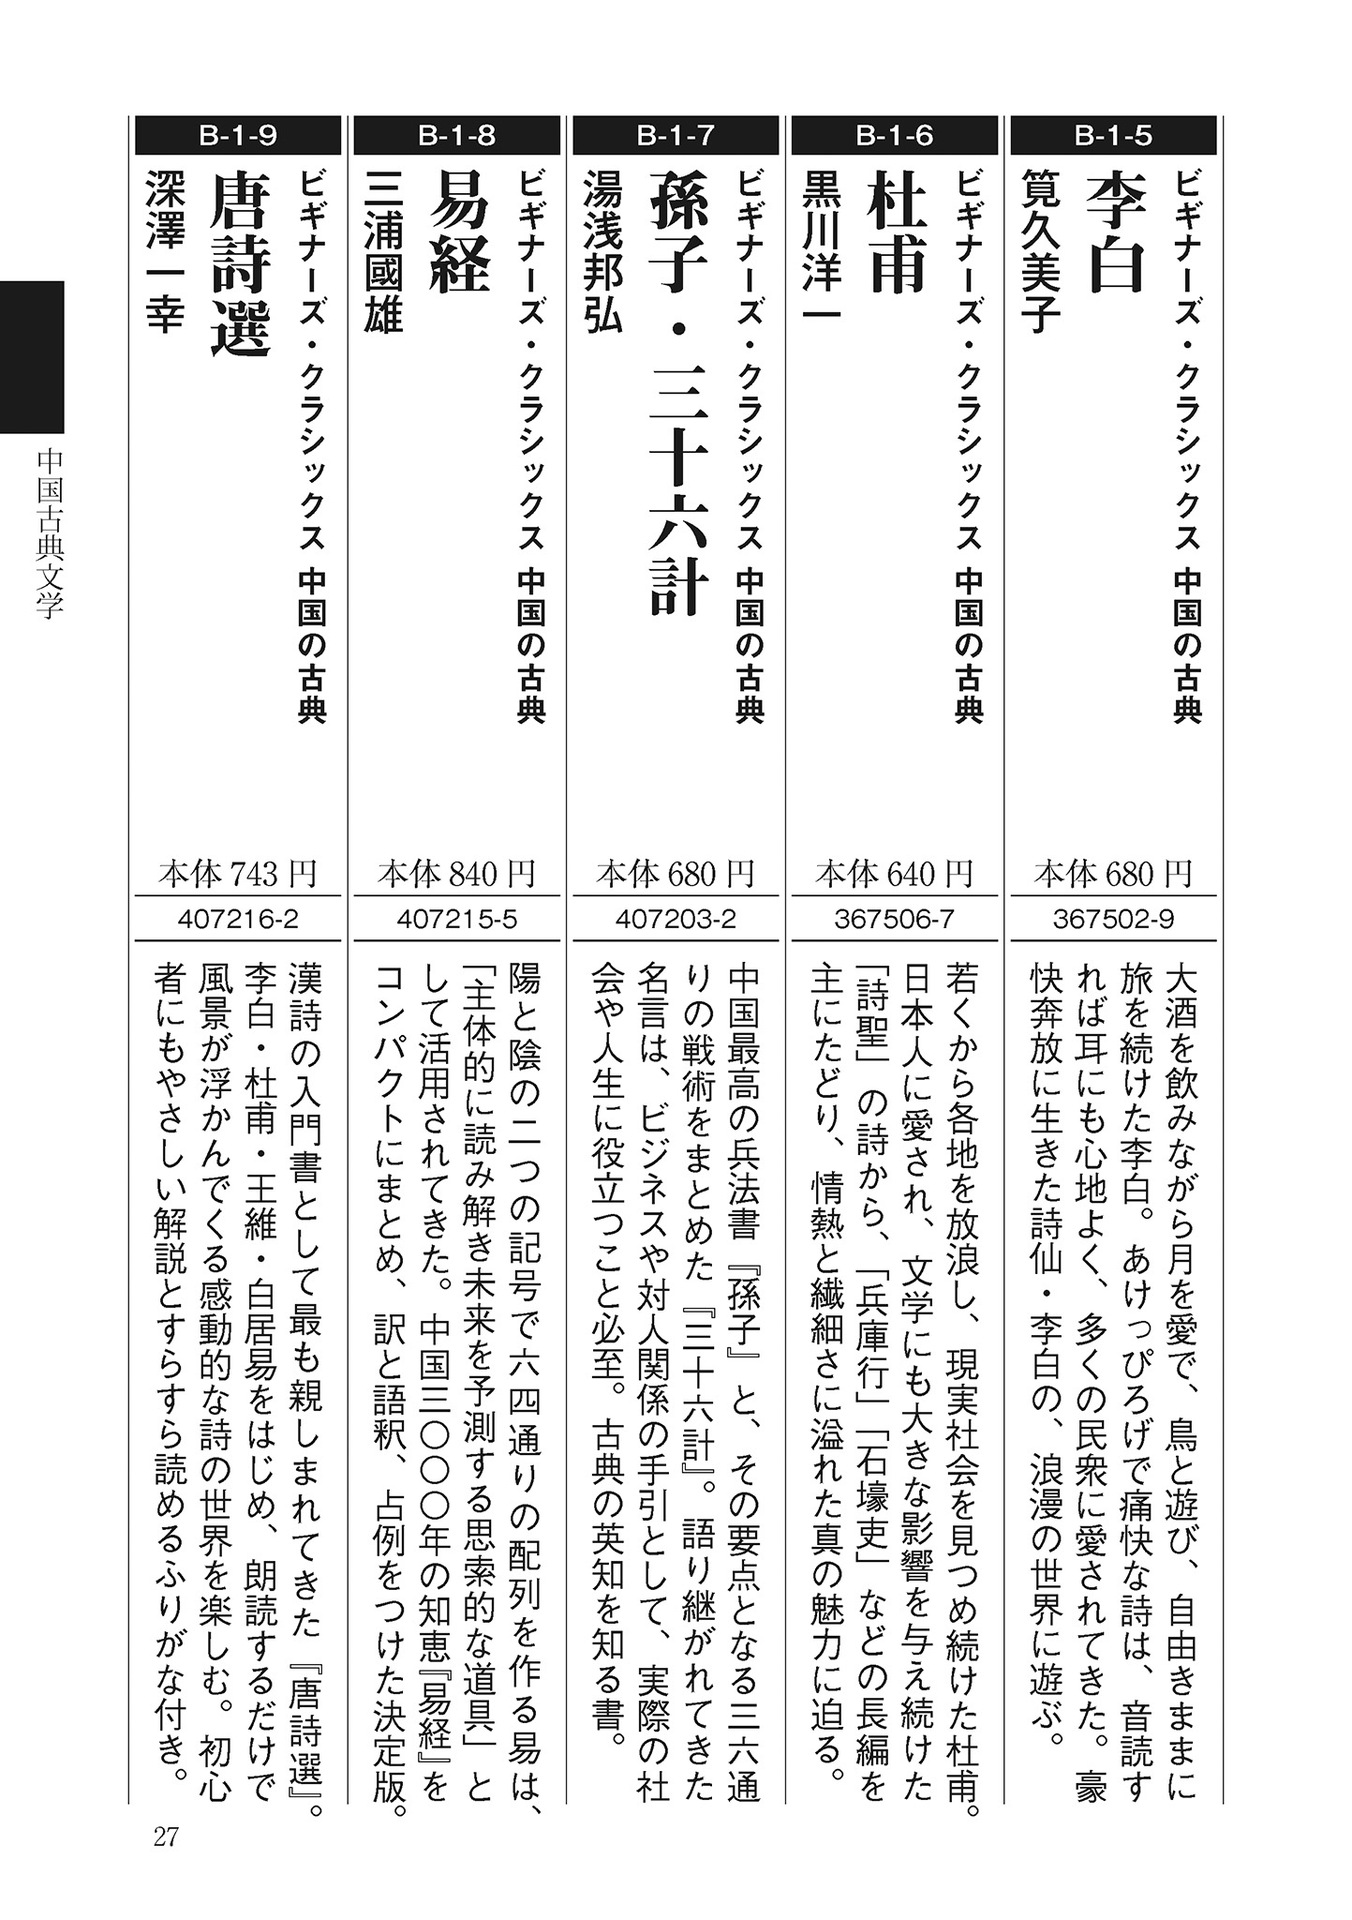 B-1-5
ビギナーズ・クラシックス 中国の古典
李白
筧久美子
本体680円
367502-9
大酒を飲みながら月を愛で、鳥と遊び、自由きままに
旅を続けた李白。あけっぴろげで痛快な詩は、音読す
れば耳にも心地よく、多くの民衆に愛されてきた。豪
快奔放に生きた詩仙・李白の、浪漫の世界に遊ぶ。
B-1-6
ビギナーズ・クラシックス 中国の古典
杜甫
黒川洋一
本体640円
367506-7
若くから各地を放浪し、現実社会を見つめ続けた杜甫。
日本人に愛され、文学にも大きな影響を与え続けた
「詩聖」の詩から、「兵庫行」「石壕吏」などの長編を
主にたどり、情熱と繊細さに溢れた真の魅力に迫る。
B-1-7
ビギナーズ・クラシックス 中国の古典
孫子・三十六計
湯浅邦弘
本体680円
407203-2
中国最高の兵法書『孫子』と、その要点となる三六通
りの戦術をまとめた『三十六計』。語り継がれてきた
名言は、ビジネスや対人関係の手引として、実際の社
会や人生に役立つこと必至。古典の英知を知る書。
B-1-8
ビギナーズ・クラシックス 中国の古典
易経
三浦國雄
本体840円
407215-5
陽と陰の二つの記号で六四通りの配列を作る易は、
「主体的に読み解き未来を予測する思索的な道具」と
して活用されてきた。中国三〇〇〇年の知恵『易経』を
コンパクトにまとめ、訳と語釈、占例をつけた決定版。
B-1-9
ビギナーズ・クラシックス 中国の古典
唐詩選
深澤一幸
本体743円
407216-2
漢詩の入門書として最も親しまれてきた『唐詩選』。
李白・杜甫・王維・白居易をはじめ、朗読するだけで
風景が浮かんでくる感動的な詩の世界を楽しむ。初心
者にもやさしい解説とすらすら読めるふりがな付き。
中国古典文学
27